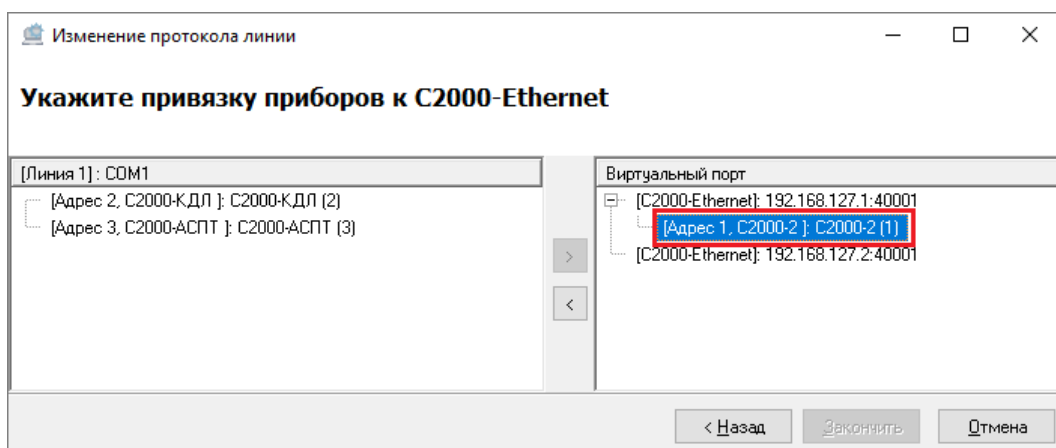 Изменение протокола линии
Укажите привязку приборов к С2000-Ethernet
[Линия 1] : COM1
[Адрес 2, С2000-КДЛ ]: С2000-КДЛ (2)
[Адрес 3, С2000-АСПТ ]: С2000-АСПТ (3)
>
<
Виртуальный порт
[C2000-Ethernet]: 192.168.127.1:40001
[Адрес 1, С2000-2 ]: С2000-2 (1)
[C2000-Ethernet]: 192.168.127.2:40001
< Назад
Закончить
Отмена